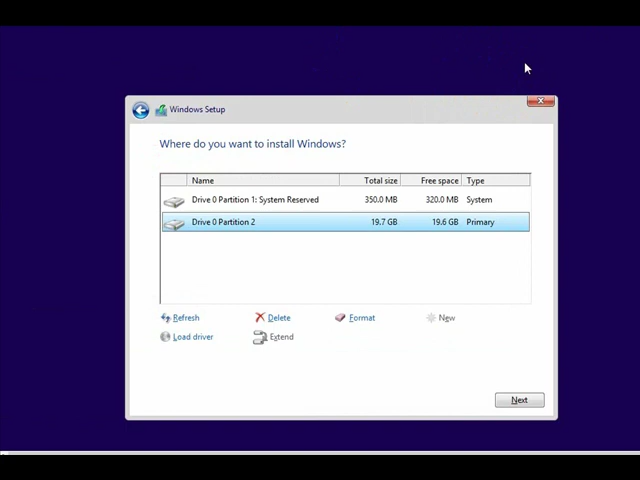 Windows Setup
Where do you want to install Windows?
Name Total size Free space Type
Drive 0 Partition 1: System Reserved 350.0 MB 320.0 MB System
Drive 0 Partition 2 19.7 GB 19.6 GB Primary
Refresh Delete Format New
Load driver Extend
Next